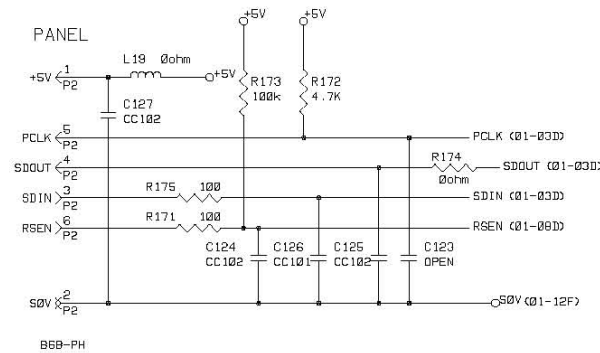 +5V +5V
PANEL
L19 0ohm
+5V 1 P2 +5V
R173 100k
R172 4.7K
C127 CC102
PCLK 5 P2 PCLK (01-03D)
SDOUT 4 P2 R174 0ohm SDOUT (01-03D)
SDIN 3 P2 R175 100 SDIN (01-03D)
RSEN 6 P2 R171 100 RSEN (01-08D)
C124 CC102
C126 CC101
C125 CC102
C123 OPEN
S0V 2 P2 S0V (01-12F)
B6B-PH